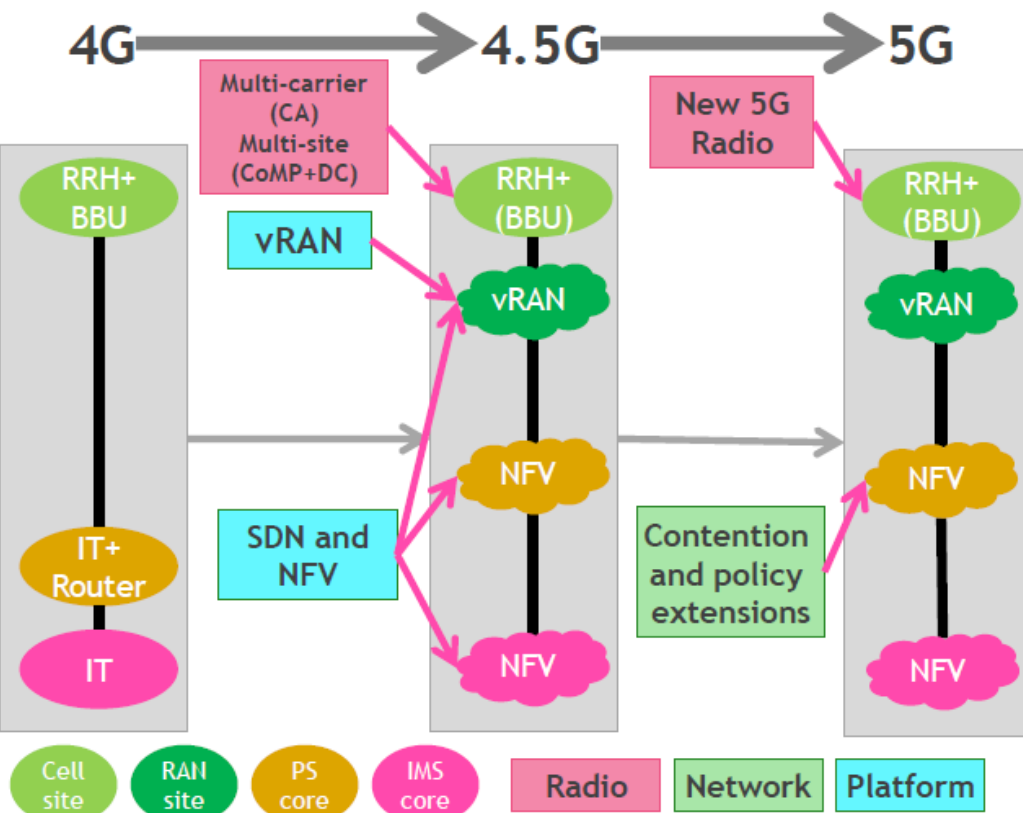 4G
4.5G
5G
Multi-carrier
(CA)
Multi-site
(CoMP+DC)
New 5G
Radio
RRH+
BBU
RRH+
(BBU)
RRH+
(BBU)
vRAN
vRAN
vRAN
NFV
NFV
SDN and
NFV
Contention
and policy
extensions
IT+
Router
IT
NFV
NFV
Cell
site
RAN
site
PS
core
IMS
core
Radio
Network
Platform